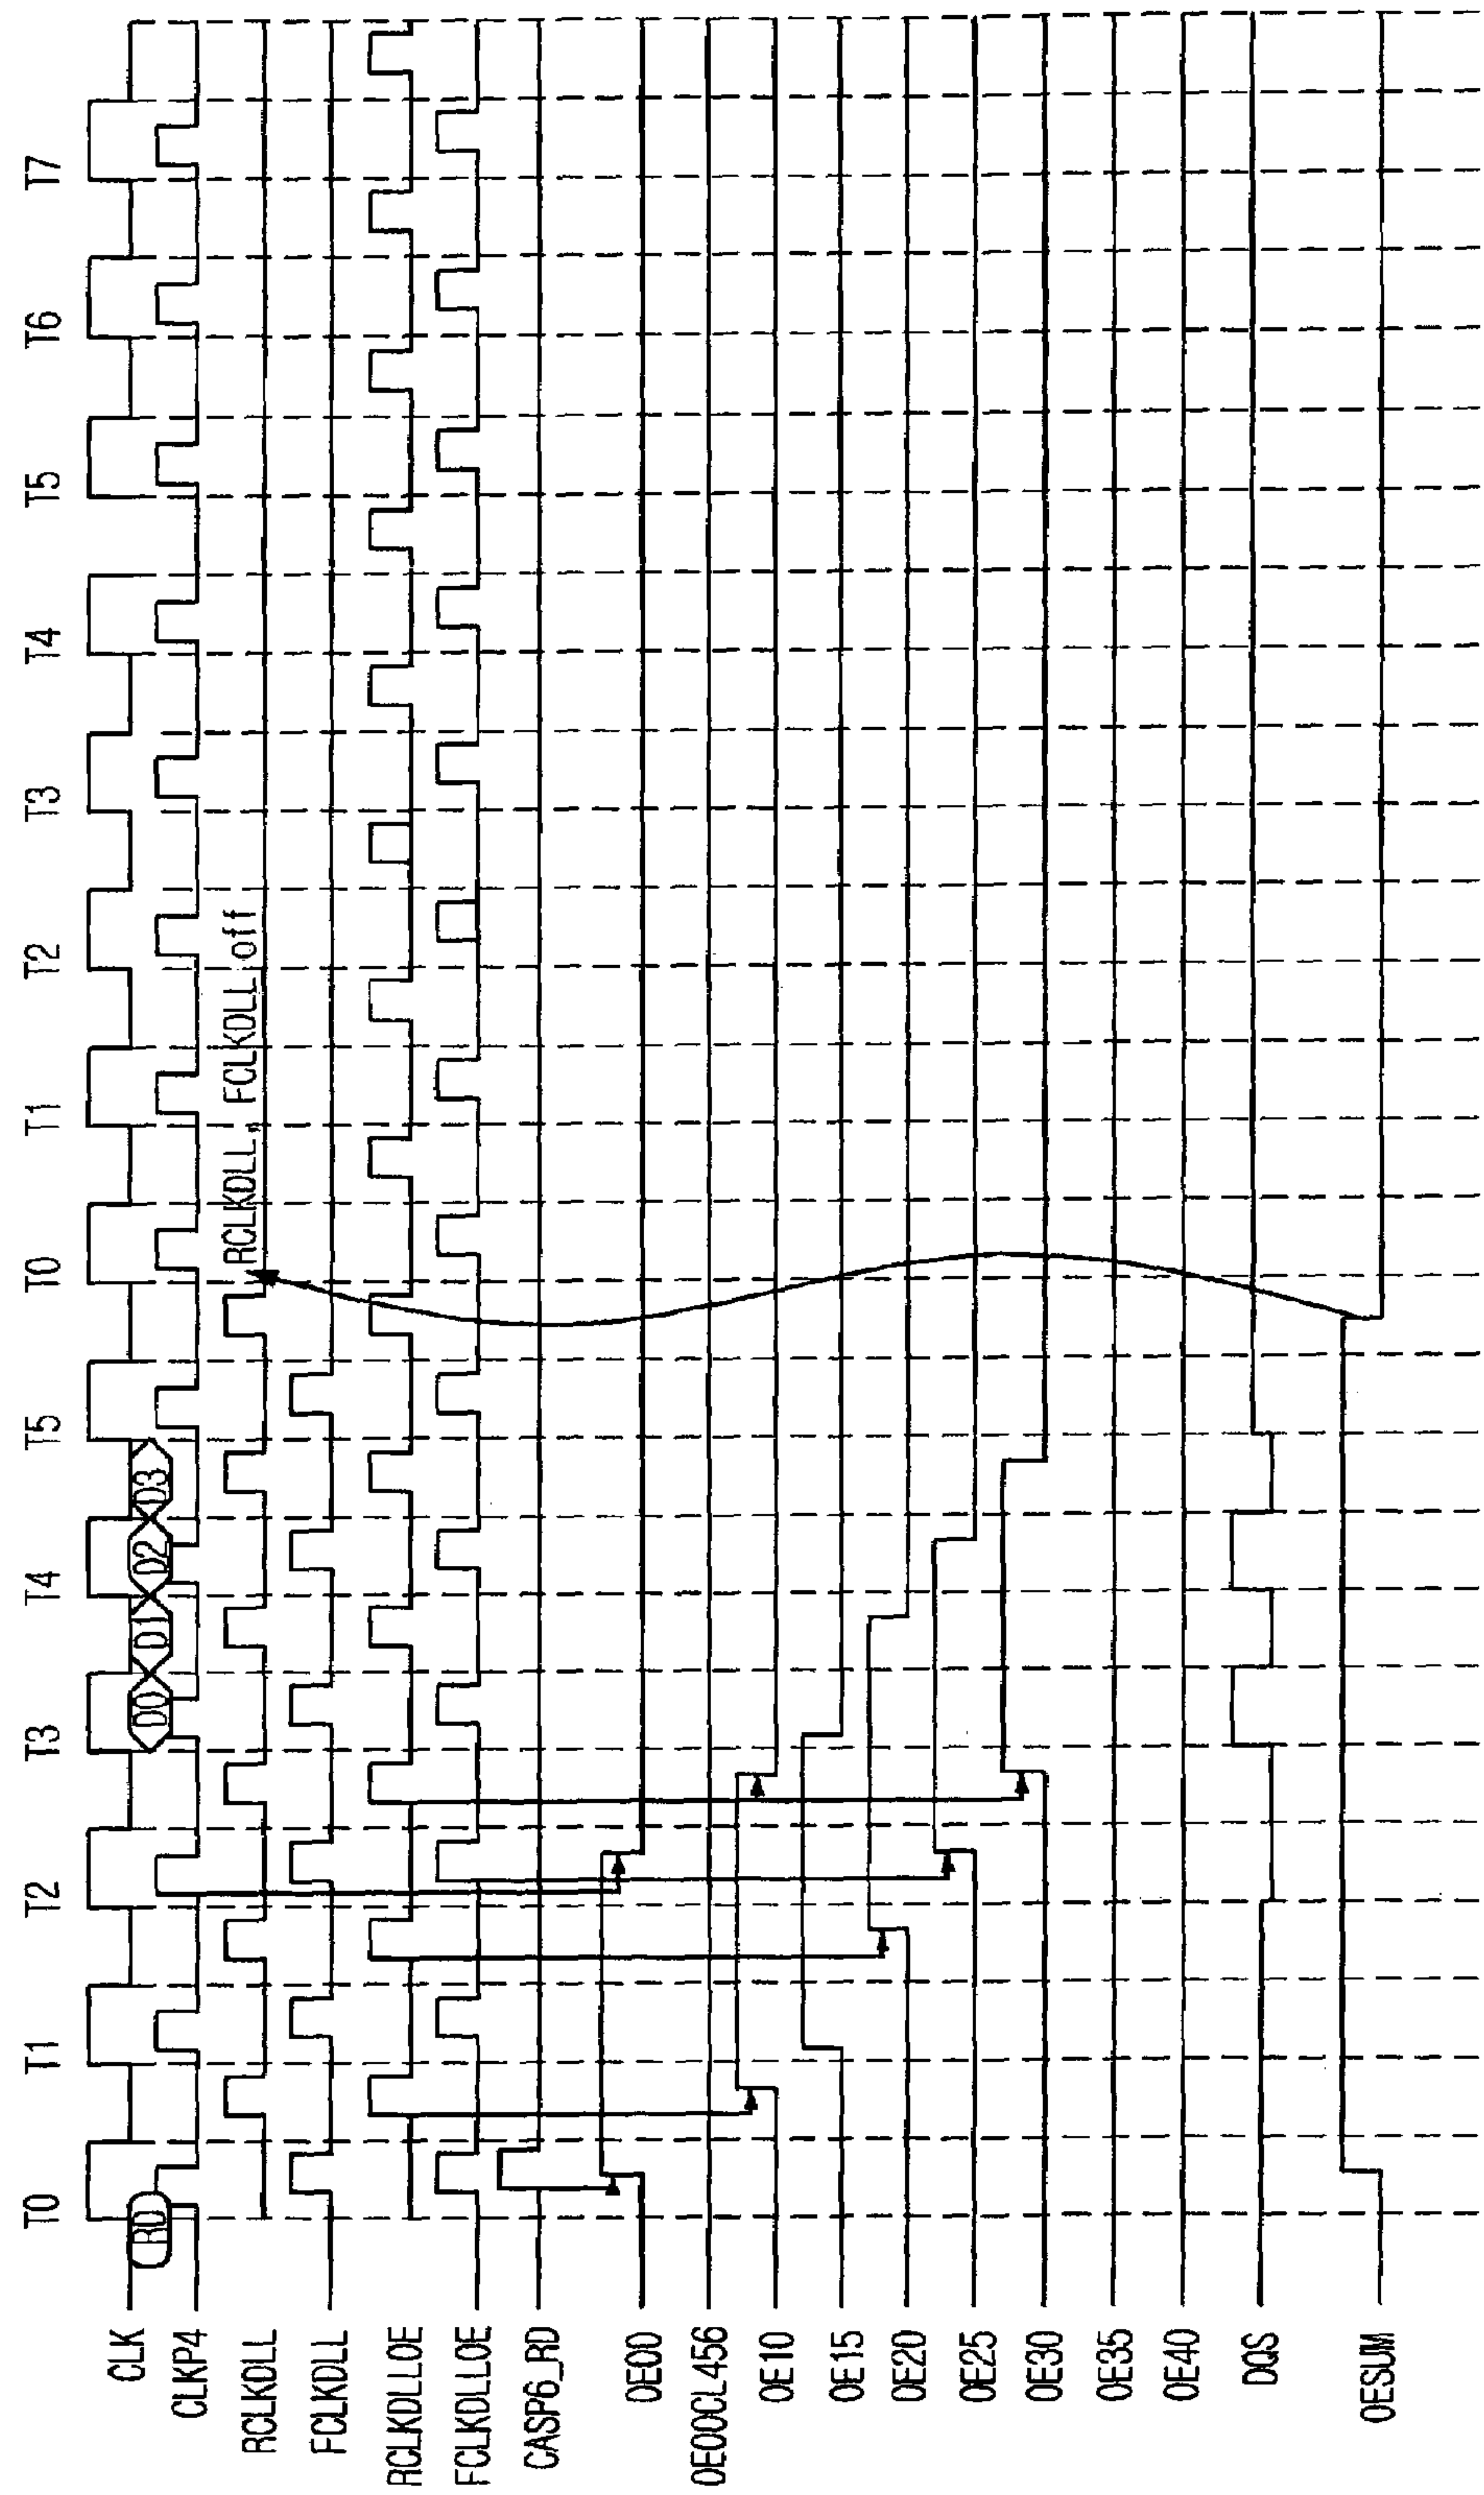 T0 T1 T2 T3 T4 T5 T0 T1 T2 T3 T4 T5 T6 T7
CLK
RD D0 D1 D2 D3
CLKP4
RCLKDLL, FCLKDLL off
RCLKDLL
FCLKDLL
RCLKDLLOE
FCLKDLLOE
CASP6_RD
OE00
OE00CL456
OE10
OE15
OE20
OE25
OE30
OE35
OE40
DQS
OESUM